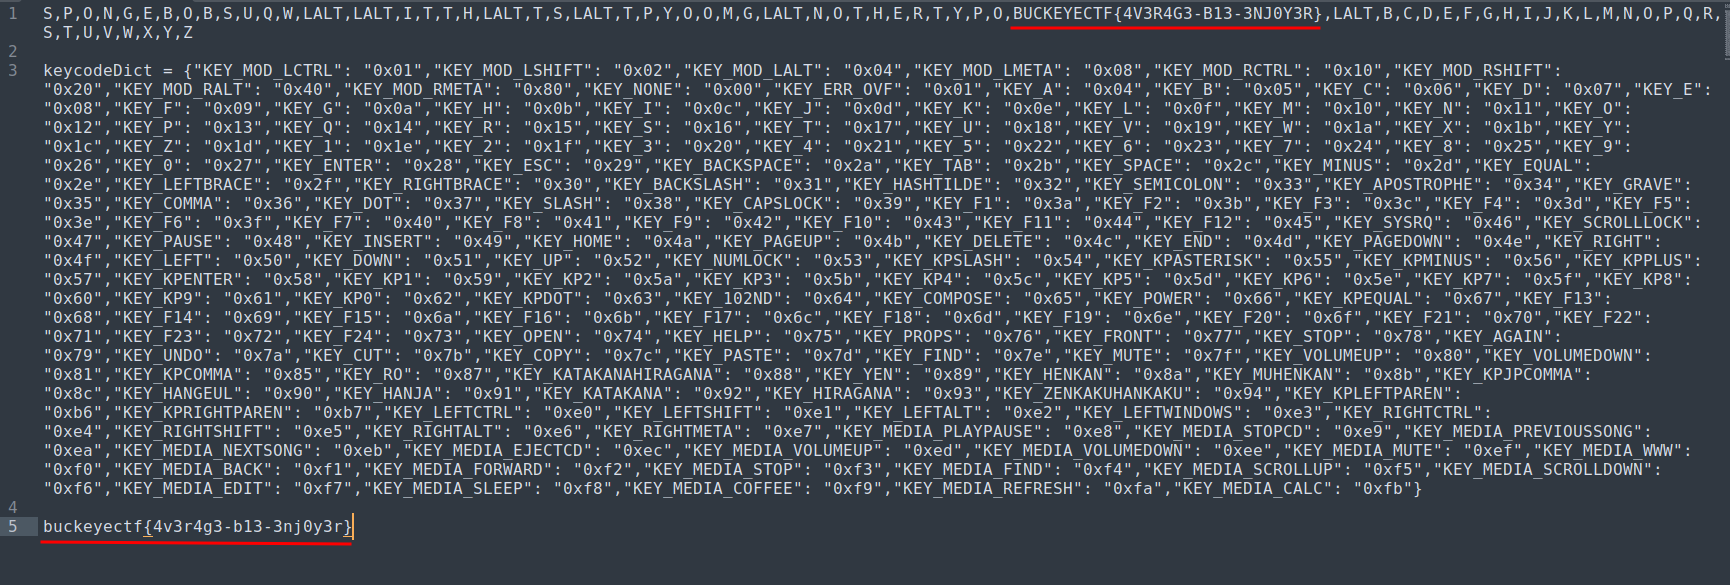 1 S,P,O,N,G,E,B,O,B,S,U,Q,W,LALT,LALT,I,T,T,H,LALT,T,S,LALT,T,P,Y,O,O,M,G,LALT,N,O,T,H,E,R,T,Y,P,O,BUCKEYECTF{4V3R4G3-B13-3NJ0Y3R},LALT,B,C,D,E,F,G,H,I,J,K,L,M,N,O,P,Q,R,
S,T,U,V,W,X,Y,Z
2
3 keycodeDict = {"KEY_MOD_LCTRL": "0x01","KEY_MOD_LSHIFT": "0x02","KEY_MOD_LALT": "0x04","KEY_MOD_LMETA": "0x08","KEY_MOD_RCTRL": "0x10","KEY_MOD_RSHIFT":
"0x20","KEY_MOD_RALT": "0x40","KEY_MOD_RMETA": "0x80","KEY_NONE": "0x00","KEY_ERR_OVF": "0x01","KEY_A": "0x04","KEY_B": "0x05","KEY_C": "0x06","KEY_D": "0x07","KEY_E":
"0x08","KEY_F": "0x09","KEY_G": "0x0a","KEY_H": "0x0b","KEY_I": "0x0c","KEY_J": "0x0d","KEY_K": "0x0e","KEY_L": "0x0f","KEY_M": "0x10","KEY_N": "0x11","KEY_O":
"0x12","KEY_P": "0x13","KEY_Q": "0x14","KEY_R": "0x15","KEY_S": "0x16","KEY_T": "0x17","KEY_U": "0x18","KEY_V": "0x19","KEY_W": "0x1a","KEY_X": "0x1b","KEY_Y":
"0x1c","KEY_Z": "0x1d","KEY_1": "0x1e","KEY_2": "0x1f","KEY_3": "0x20","KEY_4": "0x21","KEY_5": "0x22","KEY_6": "0x23","KEY_7": "0x24","KEY_8": "0x25","KEY_9":
"0x26","KEY_0": "0x27","KEY_ENTER": "0x28","KEY_ESC": "0x29","KEY_BACKSPACE": "0x2a","KEY_TAB": "0x2b","KEY_SPACE": "0x2c","KEY_MINUS": "0x2d","KEY_EQUAL":
"0x2e","KEY_LEFTBRACE": "0x2f","KEY_RIGHTBRACE": "0x30","KEY_BACKSLASH": "0x31","KEY_HASHTILDE": "0x32","KEY_SEMICOLON": "0x33","KEY_APOSTROPHE": "0x34","KEY_GRAVE":
"0x35","KEY_COMMA": "0x36","KEY_DOT": "0x37","KEY_SLASH": "0x38","KEY_CAPSLOCK": "0x39","KEY_F1": "0x3a","KEY_F2": "0x3b","KEY_F3": "0x3c","KEY_F4": "0x3d","KEY_F5":
"0x3e","KEY_F6": "0x3f","KEY_F7": "0x40","KEY_F8": "0x41","KEY_F9": "0x42","KEY_F10": "0x43","KEY_F11": "0x44","KEY_F12": "0x45","KEY_SYSRQ": "0x46","KEY_SCROLLLOCK":
"0x47","KEY_PAUSE": "0x48","KEY_INSERT": "0x49","KEY_HOME": "0x4a","KEY_PAGEUP": "0x4b","KEY_DELETE": "0x4c","KEY_END": "0x4d","KEY_PAGEDOWN": "0x4e","KEY_RIGHT":
"0x4f","KEY_LEFT": "0x50","KEY_DOWN": "0x51","KEY_UP": "0x52","KEY_NUMLOCK": "0x53","KEY_KPSLASH": "0x54","KEY_KPASTERISK": "0x55","KEY_KPMINUS": "0x56","KEY_KPPLUS":
"0x57","KEY_KPENTER": "0x58","KEY_KP1": "0x59","KEY_KP2": "0x5a","KEY_KP3": "0x5b","KEY_KP4": "0x5c","KEY_KP5": "0x5d","KEY_KP6": "0x5e","KEY_KP7": "0x5f","KEY_KP8":
"0x60","KEY_KP9": "0x61","KEY_KP0": "0x62","KEY_KPDOT": "0x63","KEY_102ND": "0x64","KEY_COMPOSE": "0x65","KEY_POWER": "0x66","KEY_KPEQUAL": "0x67","KEY_F13":
"0x68","KEY_F14": "0x69","KEY_F15": "0x6a","KEY_F16": "0x6b","KEY_F17": "0x6c","KEY_F18": "0x6d","KEY_F19": "0x6e","KEY_F20": "0x6f","KEY_F21": "0x70","KEY_F22":
"0x71","KEY_F23": "0x72","KEY_F24": "0x73","KEY_OPEN": "0x74","KEY_HELP": "0x75","KEY_PROPS": "0x76","KEY_FRONT": "0x77","KEY_STOP": "0x78","KEY_AGAIN":
"0x79","KEY_UNDO": "0x7a","KEY_CUT": "0x7b","KEY_COPY": "0x7c","KEY_PASTE": "0x7d","KEY_FIND": "0x7e","KEY_MUTE": "0x7f","KEY_VOLUMEUP": "0x80","KEY_VOLUMEDOWN":
"0x81","KEY_KPCOMMA": "0x85","KEY_RO": "0x87","KEY_KATAKANAHIRAGANA": "0x88","KEY_YEN": "0x89","KEY_HENKAN": "0x8a","KEY_MUHENKAN": "0x8b","KEY_KPJPCOMMA":
"0x8c","KEY_HANGEUL": "0x90","KEY_HANJA": "0x91","KEY_KATAKANA": "0x92","KEY_HIRAGANA": "0x93","KEY_ZENKAKUHANKAKU": "0x94","KEY_KPLEFTPAREN":
"0xb6","KEY_KPRIGHTPAREN": "0xb7","KEY_LEFTCTRL": "0xe0","KEY_LEFTSHIFT": "0xe1","KEY_LEFTALT": "0xe2","KEY_LEFTWINDOWS": "0xe3","KEY_RIGHTCTRL":
"0xe4","KEY_RIGHTSHIFT": "0xe5","KEY_RIGHTALT": "0xe6","KEY_RIGHTMETA": "0xe7","KEY_MEDIA_PLAYPAUSE": "0xe8","KEY_MEDIA_STOPCD": "0xe9","KEY_MEDIA_PREVIOUSSONG":
"0xea","KEY_MEDIA_NEXTSONG": "0xeb","KEY_MEDIA_EJECTCD": "0xec","KEY_MEDIA_VOLUMEUP": "0xed","KEY_MEDIA_VOLUMEDOWN": "0xee","KEY_MEDIA_MUTE": "0xef","KEY_MEDIA_WWW":
"0xf0","KEY_MEDIA_BACK": "0xf1","KEY_MEDIA_FORWARD": "0xf2","KEY_MEDIA_STOP": "0xf3","KEY_MEDIA_FIND": "0xf4","KEY_MEDIA_SCROLLUP": "0xf5","KEY_MEDIA_SCROLLDOWN":
"0xf6","KEY_MEDIA_EDIT": "0xf7","KEY_MEDIA_SLEEP": "0xf8","KEY_MEDIA_COFFEE": "0xf9","KEY_MEDIA_REFRESH": "0xfa","KEY_MEDIA_CALC": "0xfb"}
4
5 buckeyectf{4v3r4g3-b13-3nj0y3r}